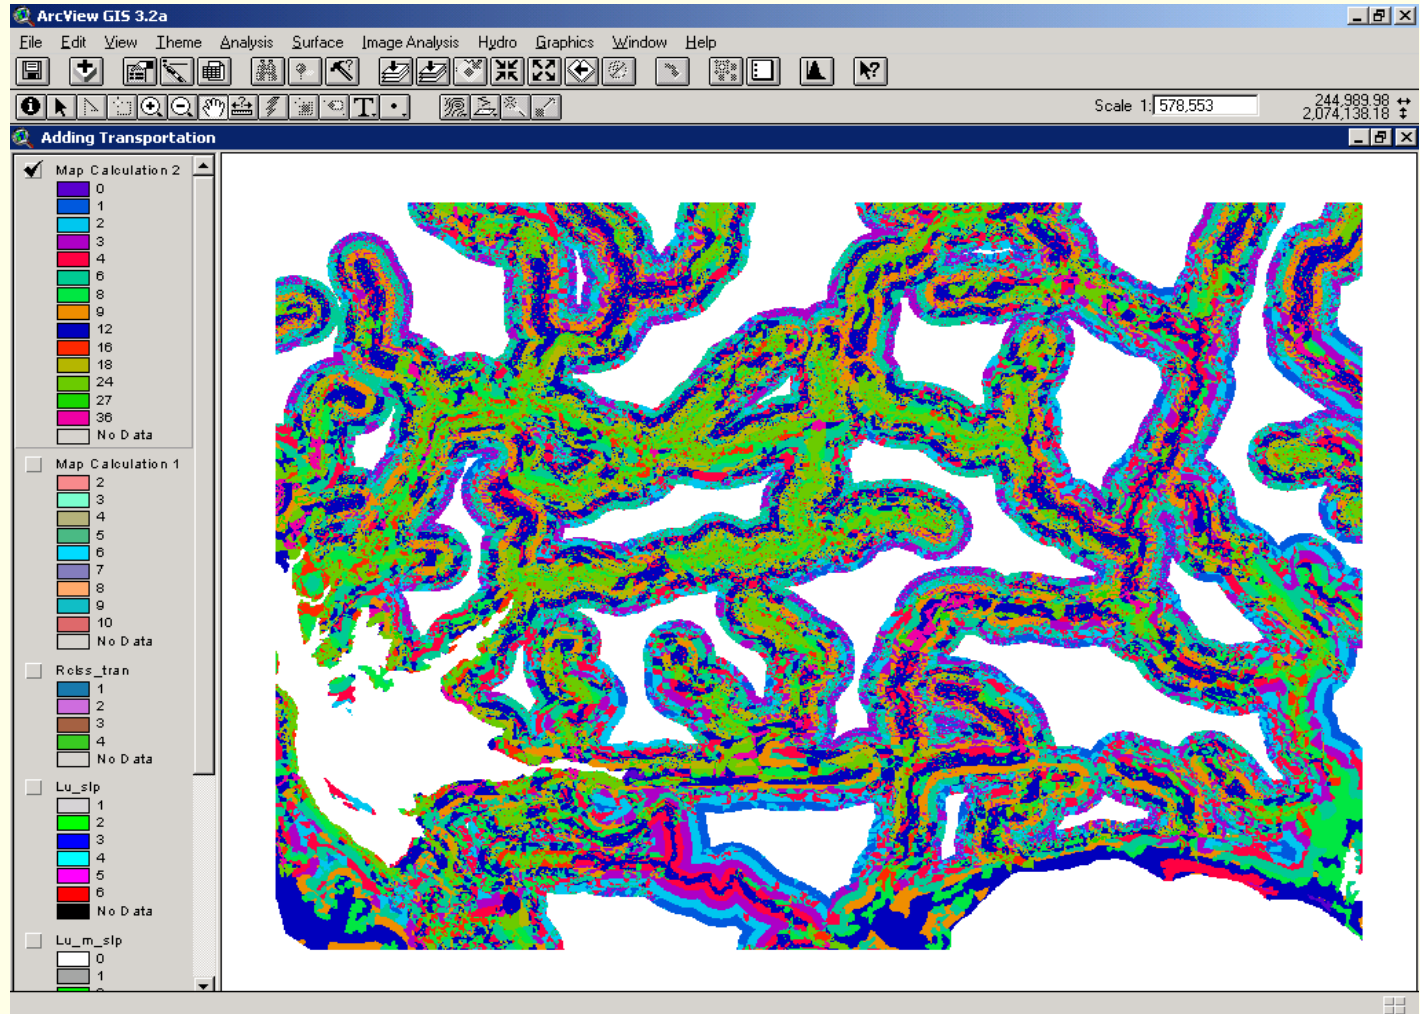 ArcView GIS 3.2a
File Edit View Theme Analysis Surface Image Analysis Hydro Graphics Window Help
Scale 1: 578,553
244,989.98
2,074,138.18
Adding Transportation
Map Calculation 2
0
1
2
3
4
6
8
9
12
16
18
24
27
36
No Data
Map Calculation 1
2
3
4
5
6
7
8
9
10
No Data
Rclss_tran
1
2
3
4
No Data
Lu_slp
1
2
3
4
5
6
No Data
Lu_m_slp
0
1